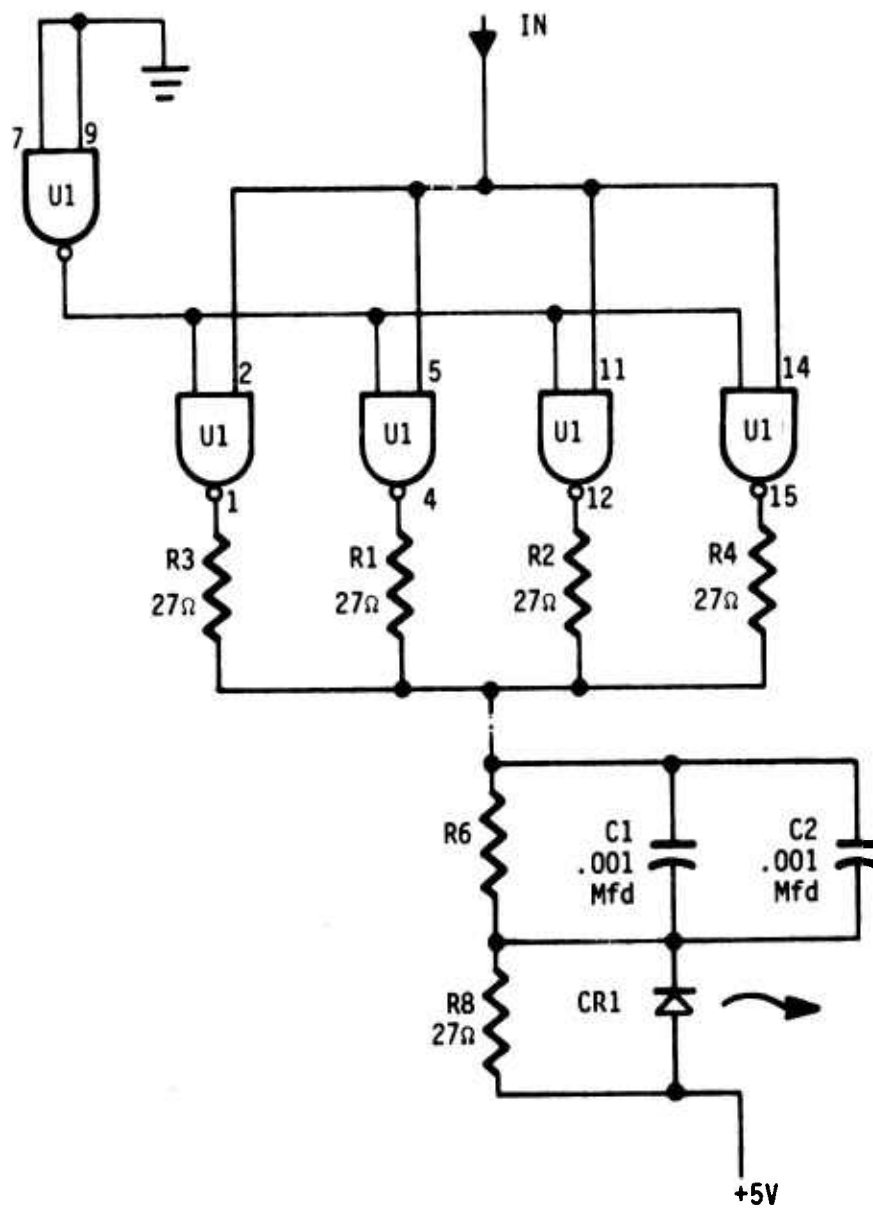 IN
7 9
U1
2 5 11 14
U1 U1 U1 U1
1 4 12 15
R3 R1 R2 R4
27Ω 27Ω 27Ω 27Ω
R6
C1 C2
.001 .001
Mfd Mfd
R8 CR1
27Ω
+5V